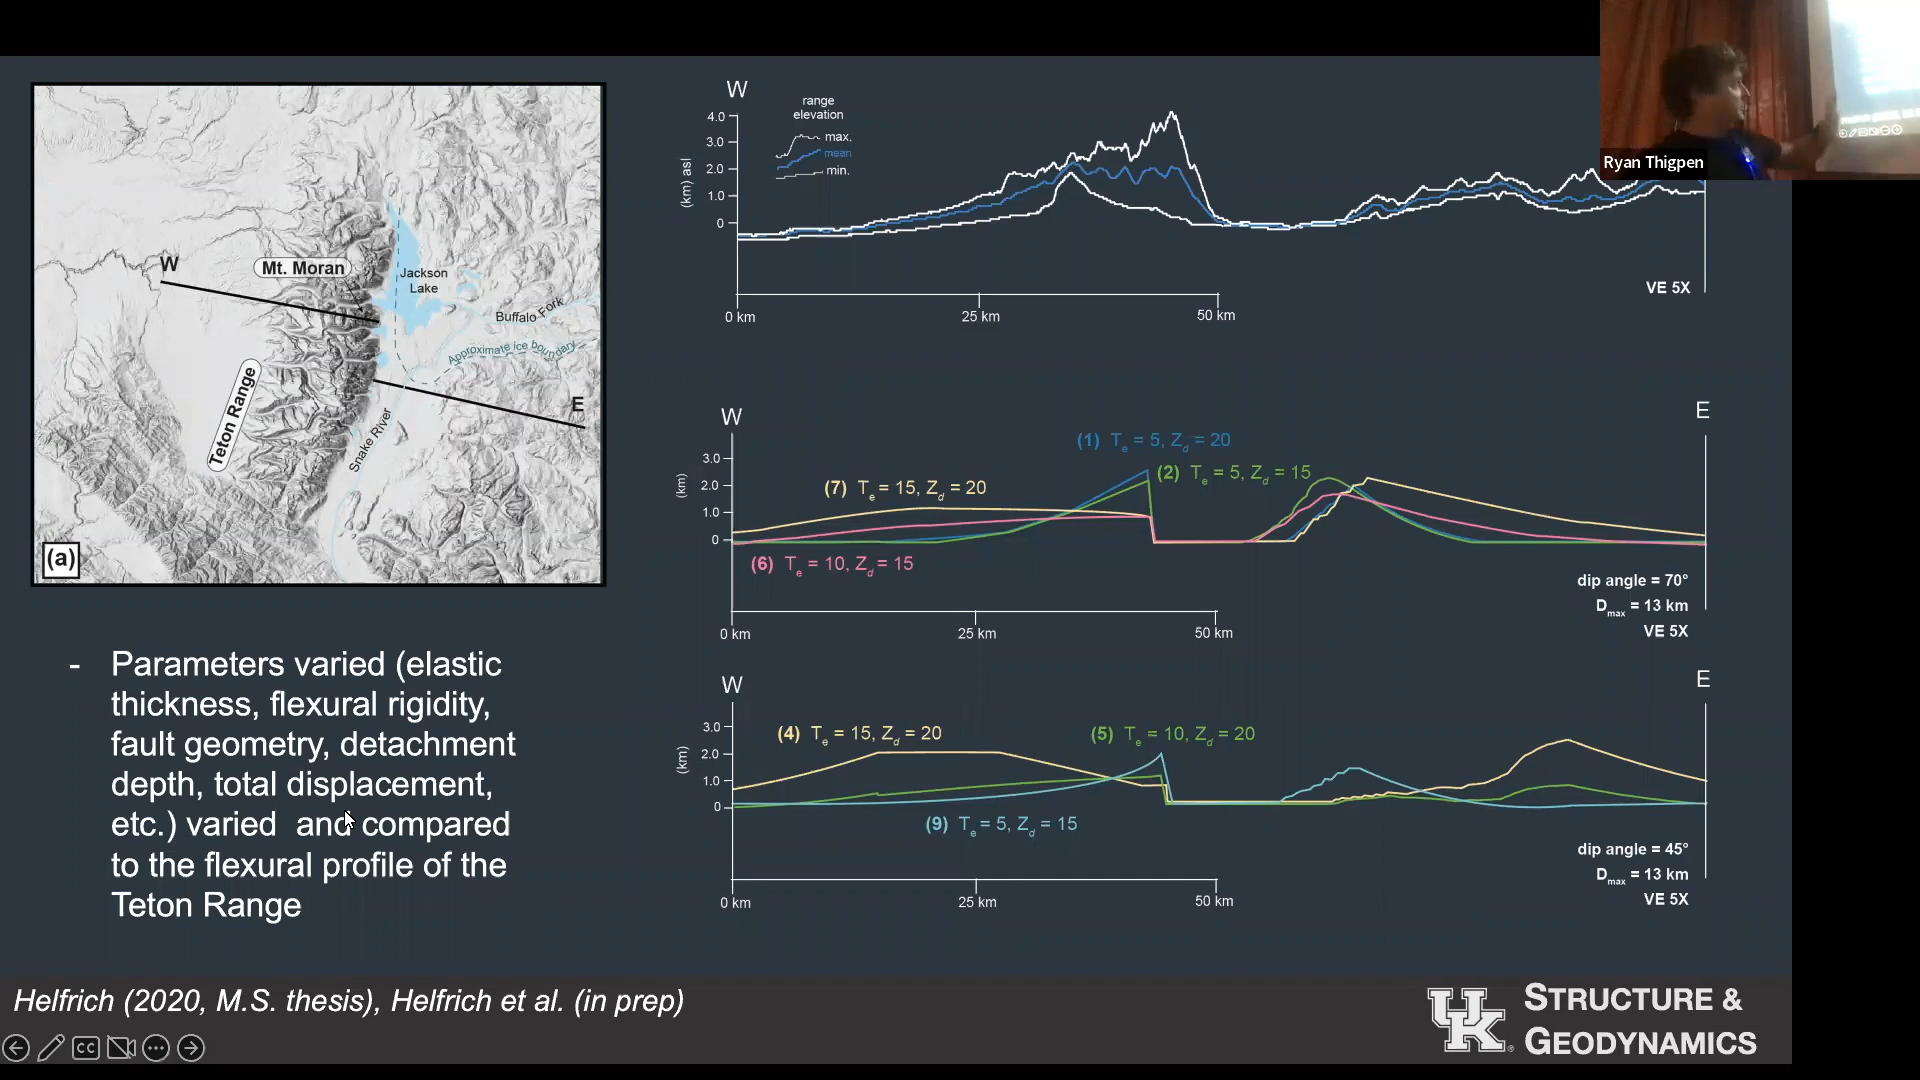 W
Mt. Moran
Jackson
Lake
Buffalo Fork
Approximate ice boundary
Teton Range
Snake River
E
(a)
- Parameters varied (elastic
thickness, flexural rigidity,
fault geometry, detachment
depth, total displacement,
etc.) varied  and compared
to the flexural profile of the
Teton Range
W
range
elevation
max.
mean
min.
4.0
3.0
2.0
1.0
0
(km) asl
VE 5X
0 km
25 km
50 km
Ryan Thigpen
W
E
(1) Te = 5, Zd = 20
(2) Te = 5, Zd = 15
(7) Te = 15, Zd = 20
3.0
2.0
1.0
0
(km)
(6) Te = 10, Zd = 15
dip angle = 70°
Dmax = 13 km
VE 5X
0 km
25 km
50 km
W
E
(4) Te = 15, Zd = 20
(5) Te = 10, Zd = 20
3.0
2.0
1.0
0
(km)
(9) Te = 5, Zd = 15
dip angle = 45°
Dmax = 13 km
VE 5X
0 km
25 km
50 km
Helfrich (2020, M.S. thesis), Helfrich et al. (in prep)
UK
STRUCTURE &
GEODYNAMICS
CC